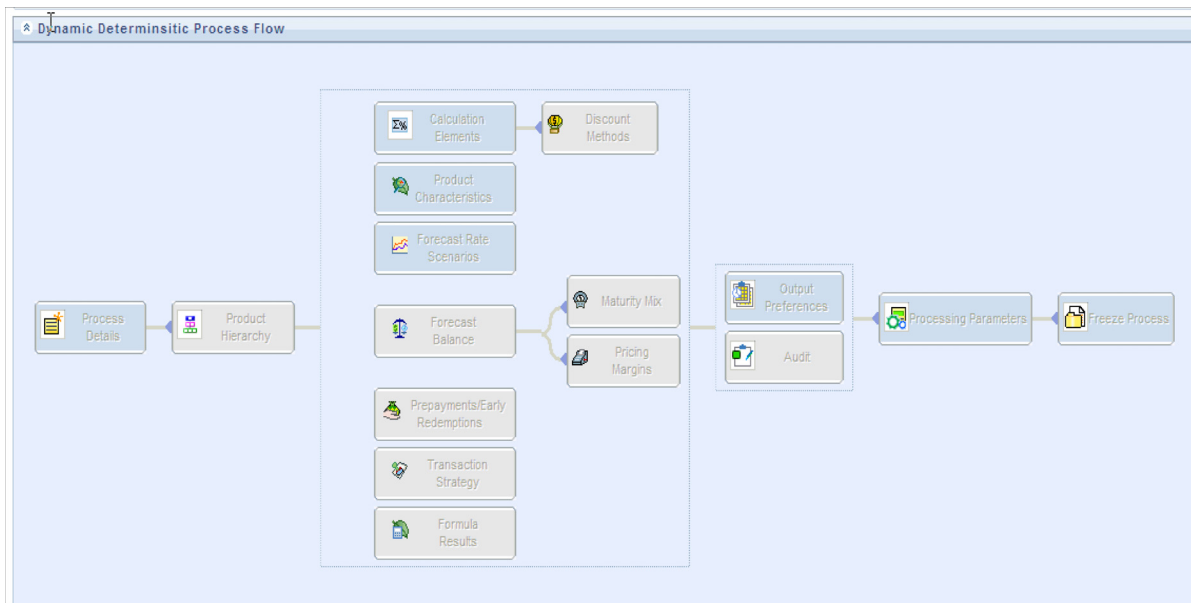 Dynamic Determinsitic Process Flow
Process
Details
Product
Hierarchy
Σ%
Calculation
Elements
Discount
Methods
Product
Characteristics
Forecast Rate
Scenarios
Forecast
Balance
Maturity Mix
Pricing
Margins
Prepayments/Early
Redemptions
Transaction
Strategy
Formula
Results
Output
Preferences
Audit
Processing Parameters
Freeze Process